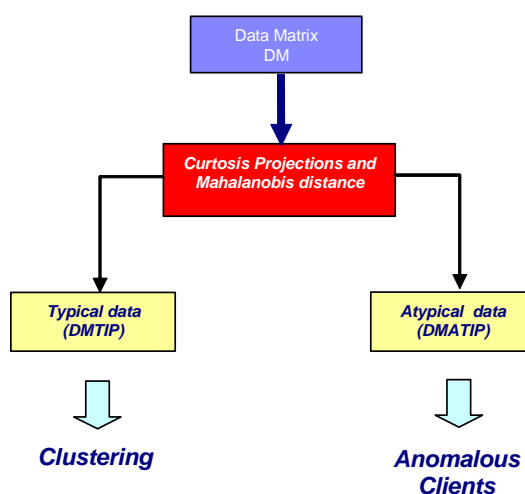 Data Matrix
DM
Curtosis Projections and
Mahalanobis distance
Typical data
(DMTIP)
Atypical data
(DMATIP)
Clustering
Anomalous
Clients